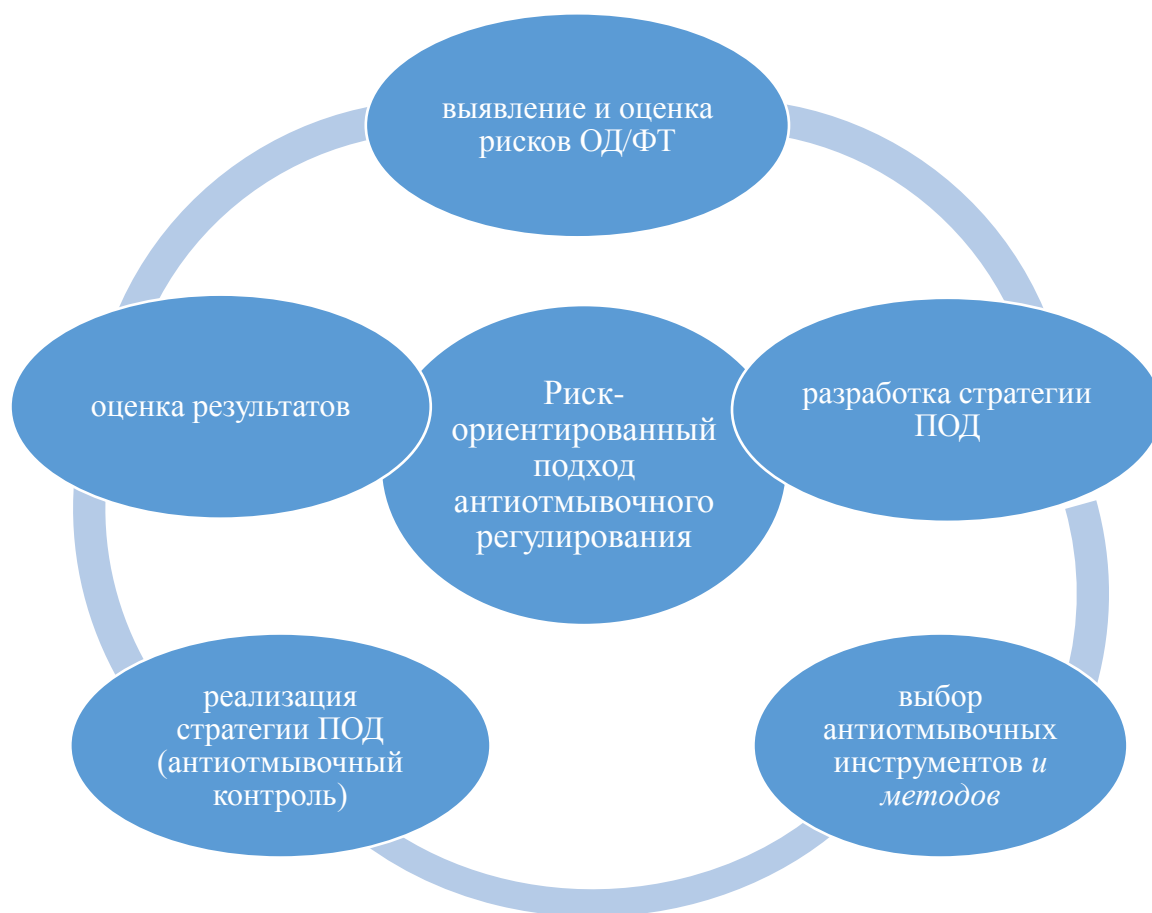 выявление и оценка
рисков ОД/ФТ
оценка результатов
Риск-
ориентированный
подход
антиотмывочного
регулирования
разработка стратегии
ПОД
реализация
стратегии ПОД
(антиотмывочный
контроль)
выбор
антиотмывочных
инструментов и
методов